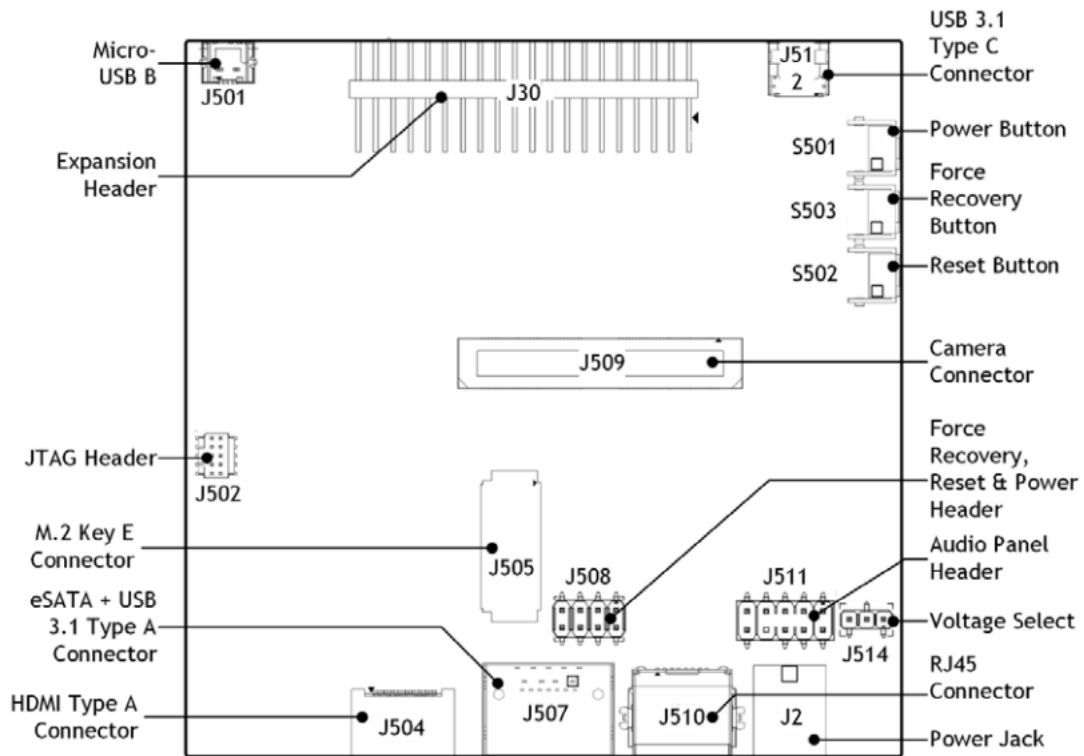 Micro-
USB B
J501
Expansion
Header
J30
J51
2
USB 3.1
Type C
Connector
S501
Power Button
S503
Force
Recovery
Button
S502
Reset Button
J509
Camera
Connector
JTAG Header
J502
Force
Recovery,
Reset & Power
Header
M.2 Key E
Connector
J505
J508
J511
Audio Panel
Header
eSATA + USB
3.1 Type A
Connector
J514
Voltage Select
HDMI Type A
Connector
J504
J507
J510
RJ45
Connector
J2
Power Jack